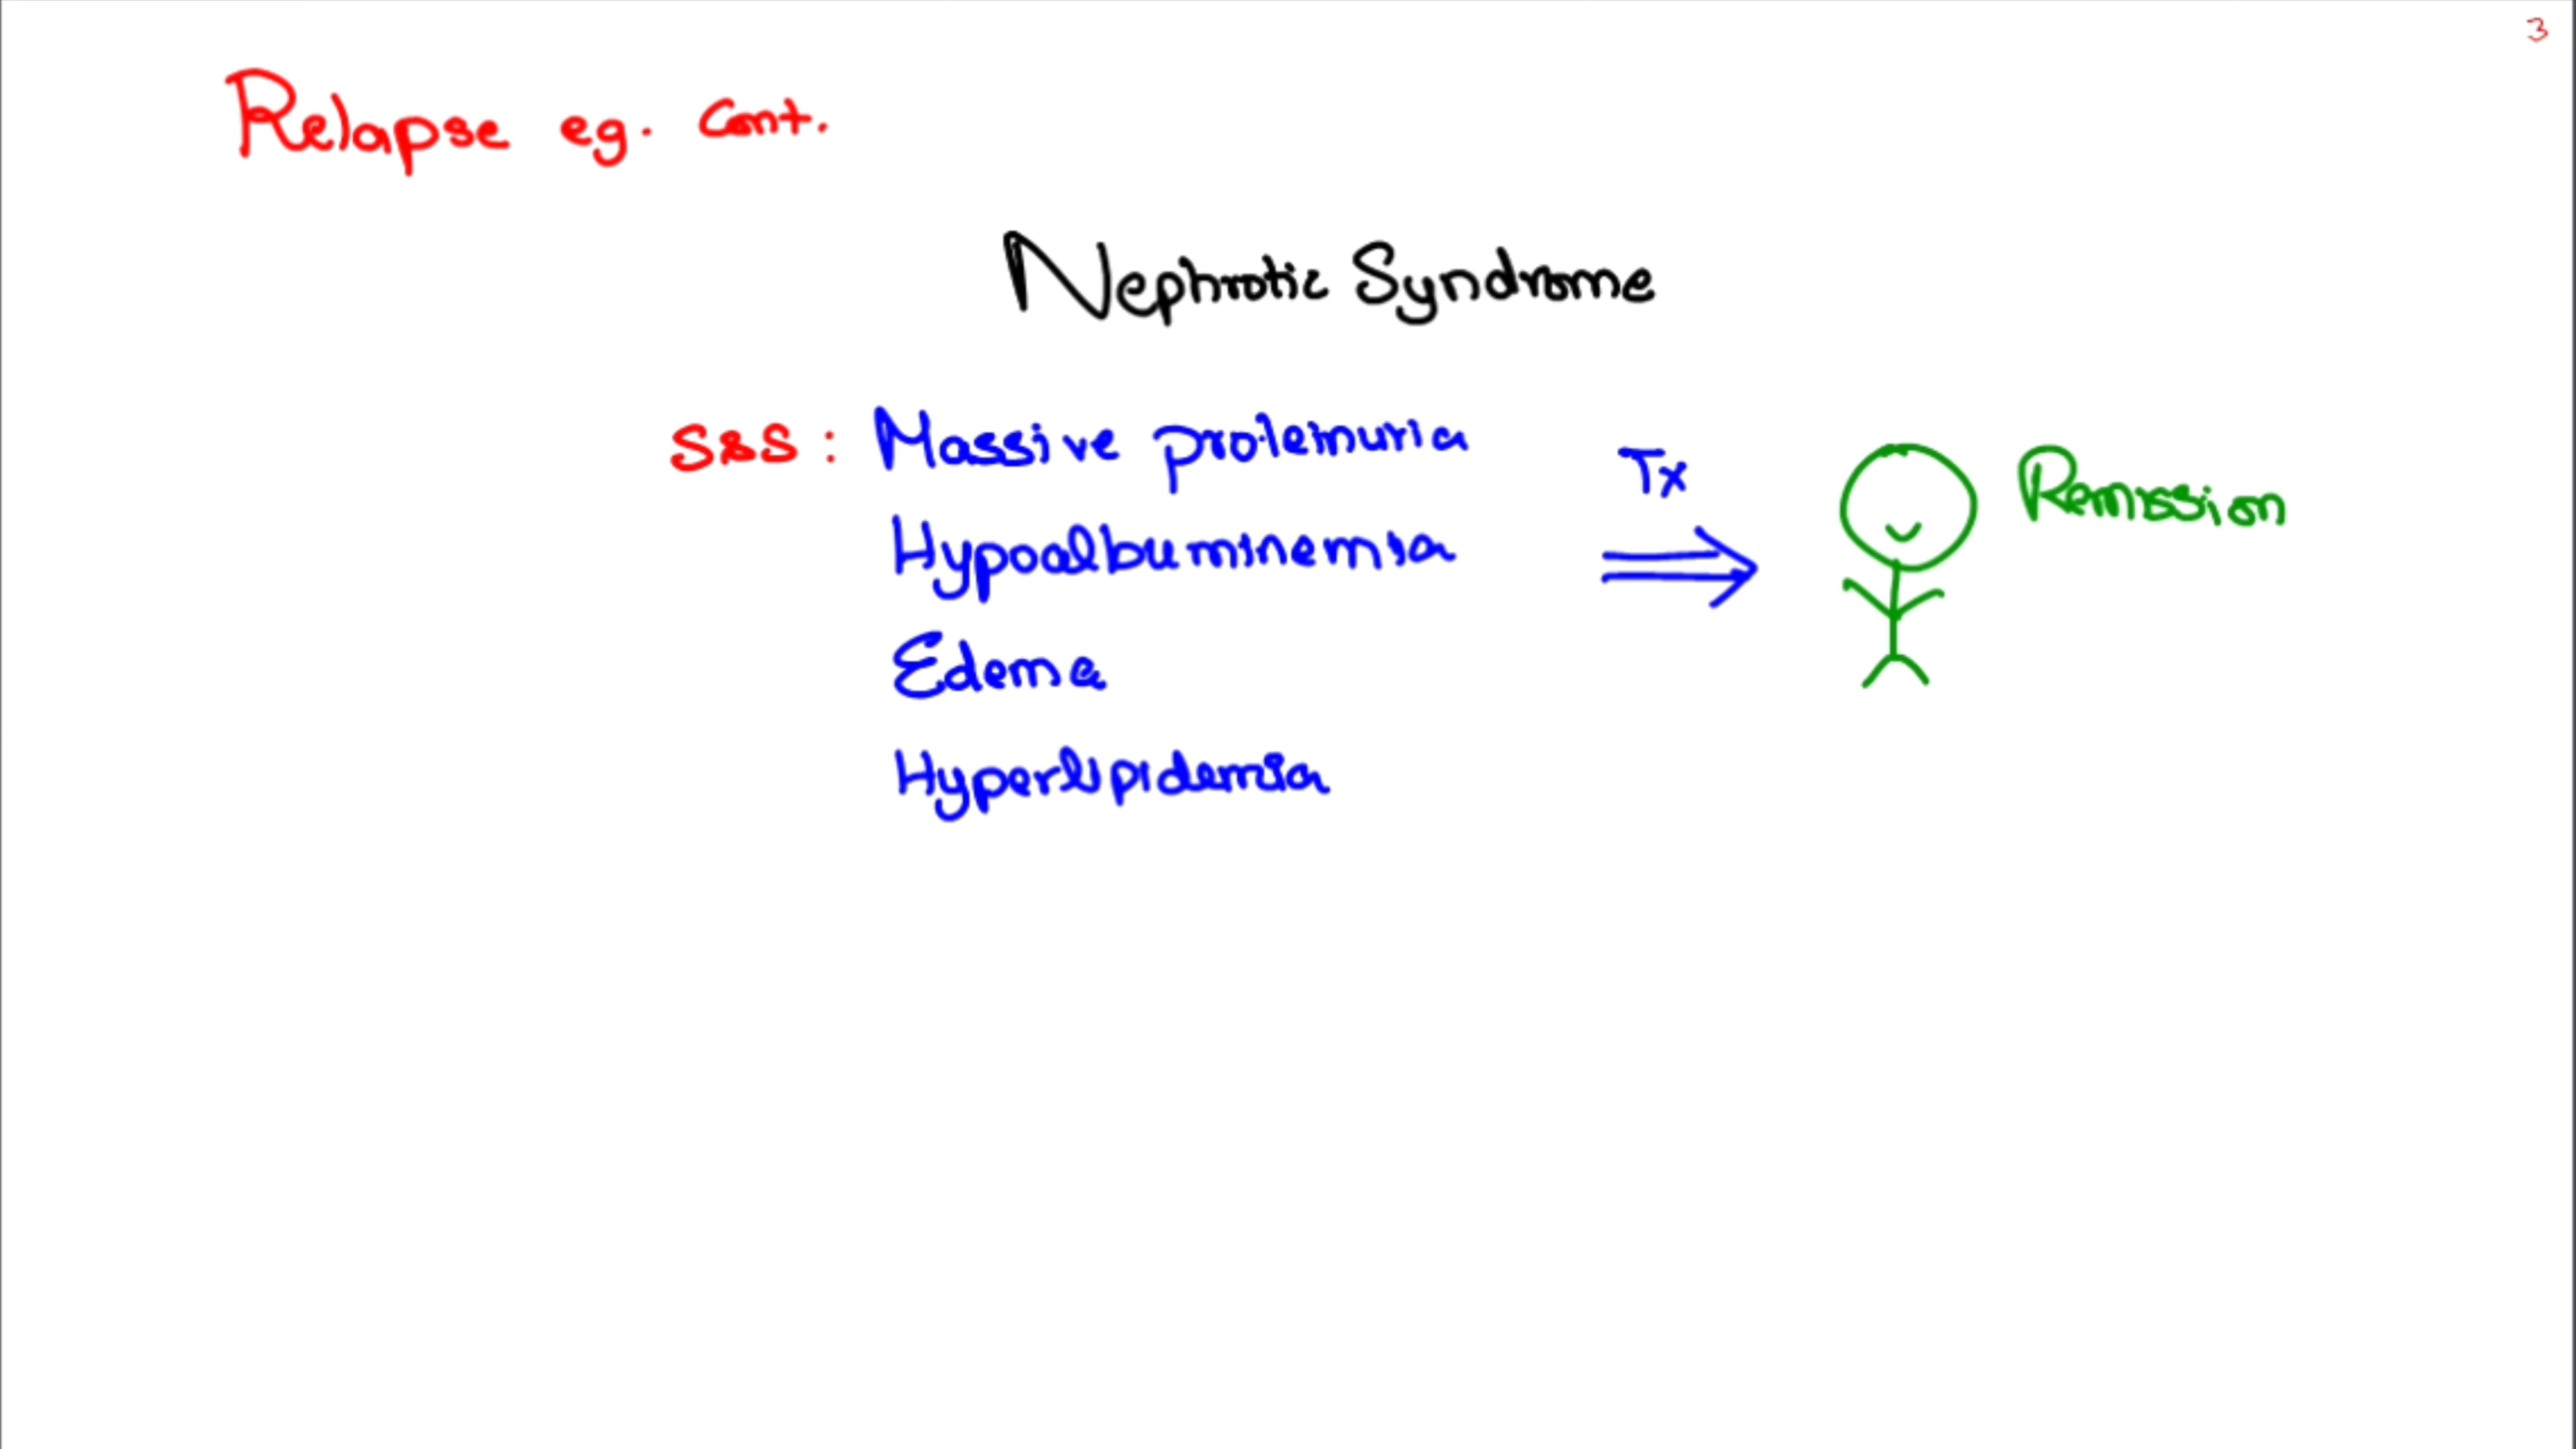 3
Relapse eg. Cont.
Nephrotic Syndrome
S&S: Massive proteinuria
Tx
Remission
Hypoalbuminemia
Edema
Hyperlipidemia